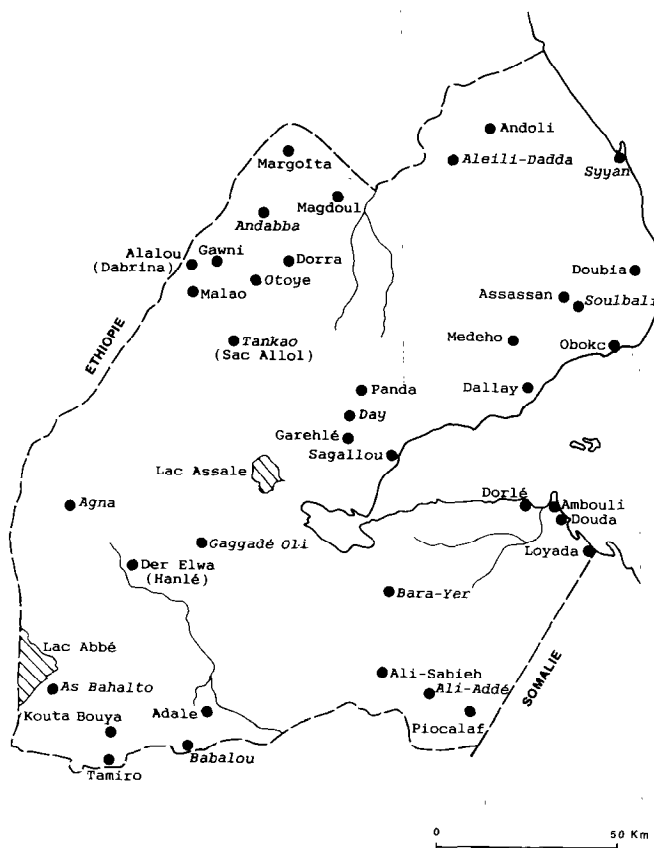 Andoli
Margoïta
Aleili-Dadda
Syyan
Magdoul
Andabba
Alalou
(Dabrina)
Gawni
Dorra
Otoye
Doubia
Malao
Assassan
Soulbali
ETHIOPIE
Tankao
(Sac Allol)
Medeho
Obokc
Panda
Dallay
Day
Garehlé
Sagallou
Lac Assale
Agna
Dorlé
Ambouli
Douda
Gaggadé Oli
Loyada
Der Elwa
(Hanlé)
Bara-Yer
Lac Abbé
SOMALIE
Ali-Sabieh
As Bahalto
Ali-Addé
Kouta Bouya
Adale
Piocalaf
Tamiro
Babalou
0 50 Km